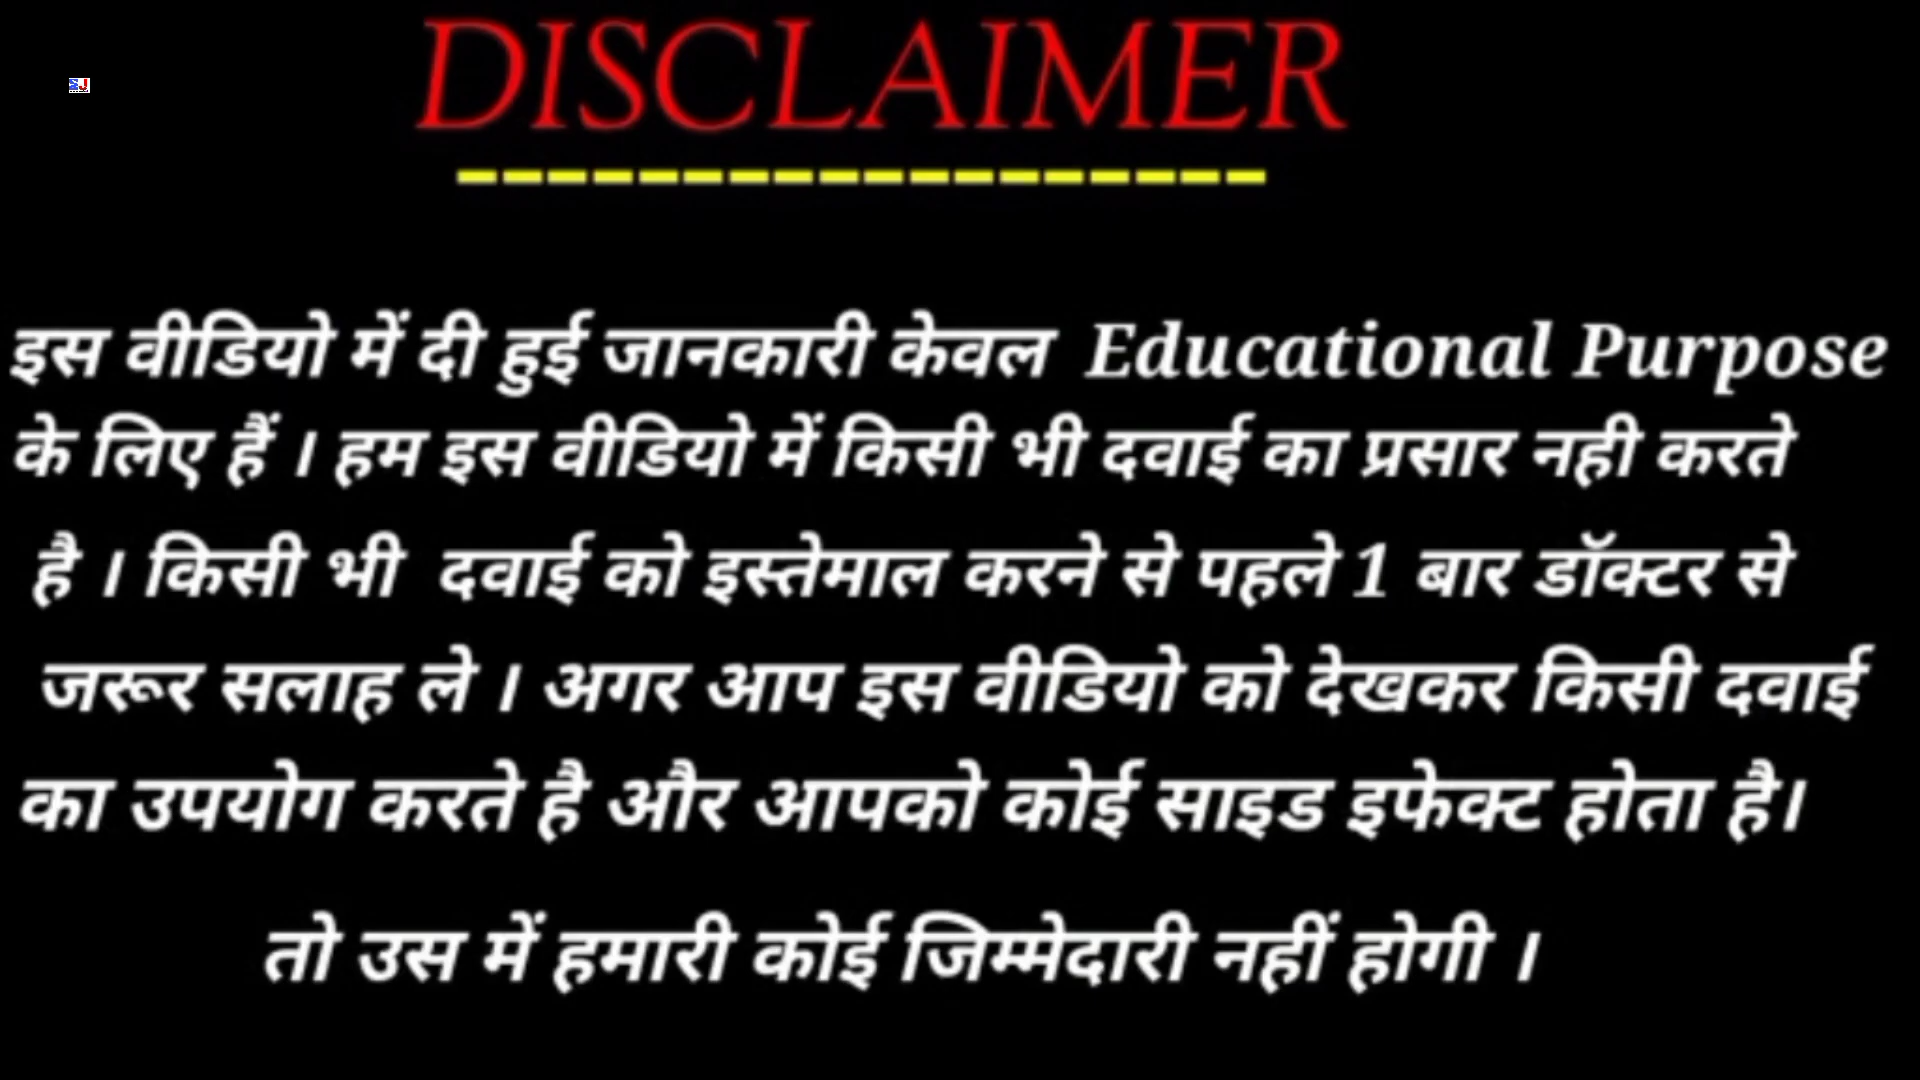 DISCLAIMER
SJ
------------------
इस वीडियो में दी हुई जानकारी केवल Educational Purpose
के लिए हैं । हम इस वीडियो में किसी भी दवाई का प्रसार नही करते
है । किसी भी दवाई को इस्तेमाल करने से पहले 1 बार डॉक्टर से
जरूर सलाह ले । अगर आप इस वीडियो को देखकर किसी दवाई
का उपयोग करते है और आपको कोई साइड इफेक्ट होता है।
तो उस में हमारी कोई जिम्मेदारी नहीं होगी ।